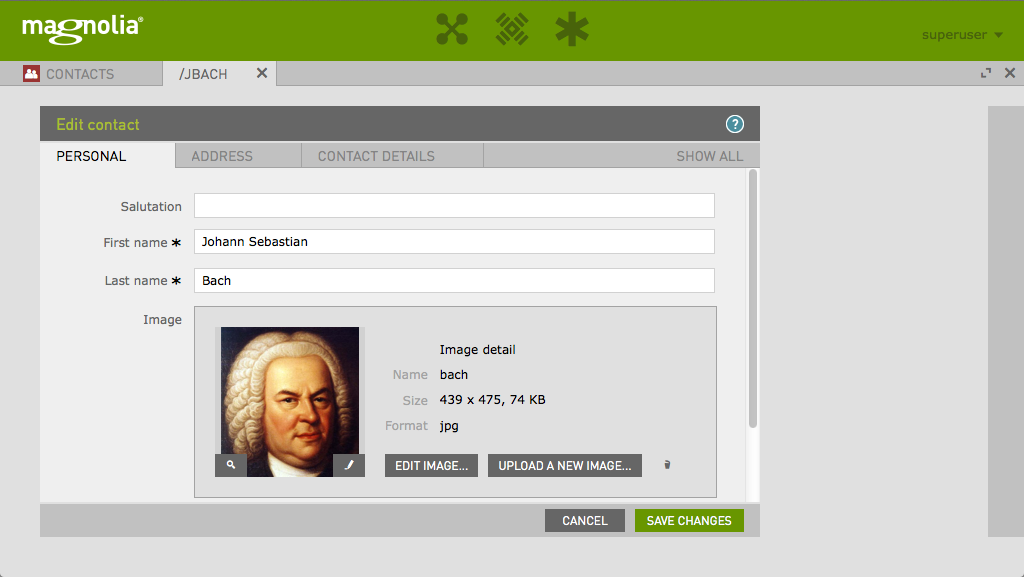 magnolia®
superuser
CONTACTS
/JBACH
Edit contact
?
PERSONAL ADDRESS CONTACT DETAILS SHOW ALL
Salutation
First name * Johann Sebastian
Last name * Bach
Image
Image detail
Name bach
Size 439 x 475, 74 KB
Format jpg
EDIT IMAGE... UPLOAD A NEW IMAGE...
CANCEL SAVE CHANGES